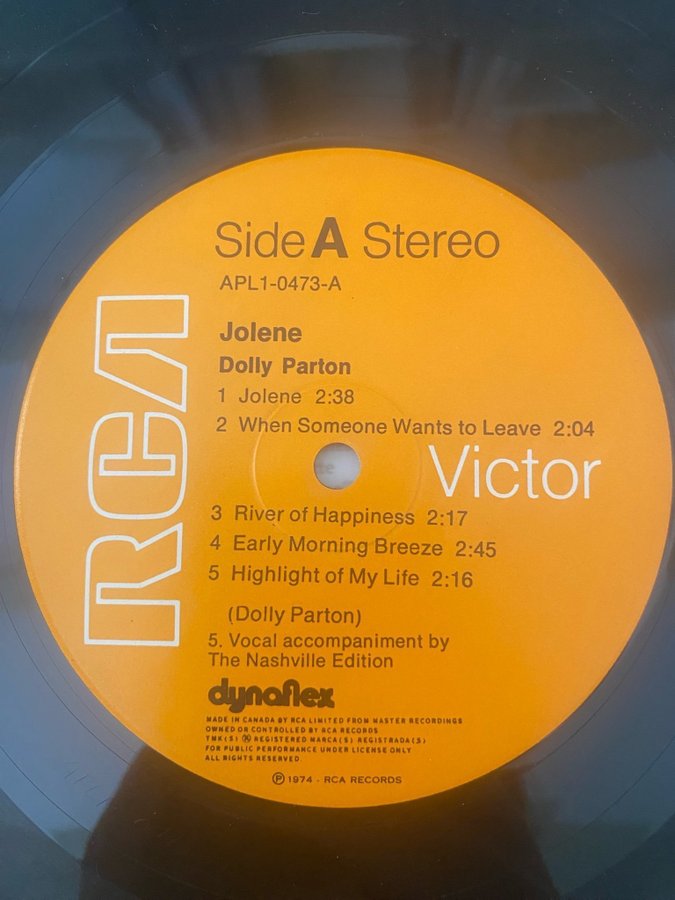 Side A Stereo
APL1-0473-A
Jolene
Dolly Parton
1 Jolene 2:38
2 When Someone Wants to Leave 2:04
RCA
Victor
3 River of Happiness 2:17
4 Early Morning Breeze 2:45
5 Highlight of My Life 2:16
(Dolly Parton)
5. Vocal accompaniment by
The Nashville Edition
dynaflex
MADE IN CANADA BY RCA LIMITED FROM MASTER RECORDINGS
OWNED OR CONTROLLED BY RCA RECORDS
TMK(S) ® REGISTERED MARCA(S) REGISTRADA(S)
FOR PUBLIC PERFORMANCE UNDER LICENSE ONLY
ALL RIGHTS RESERVED
℗ 1974 - RCA RECORDS